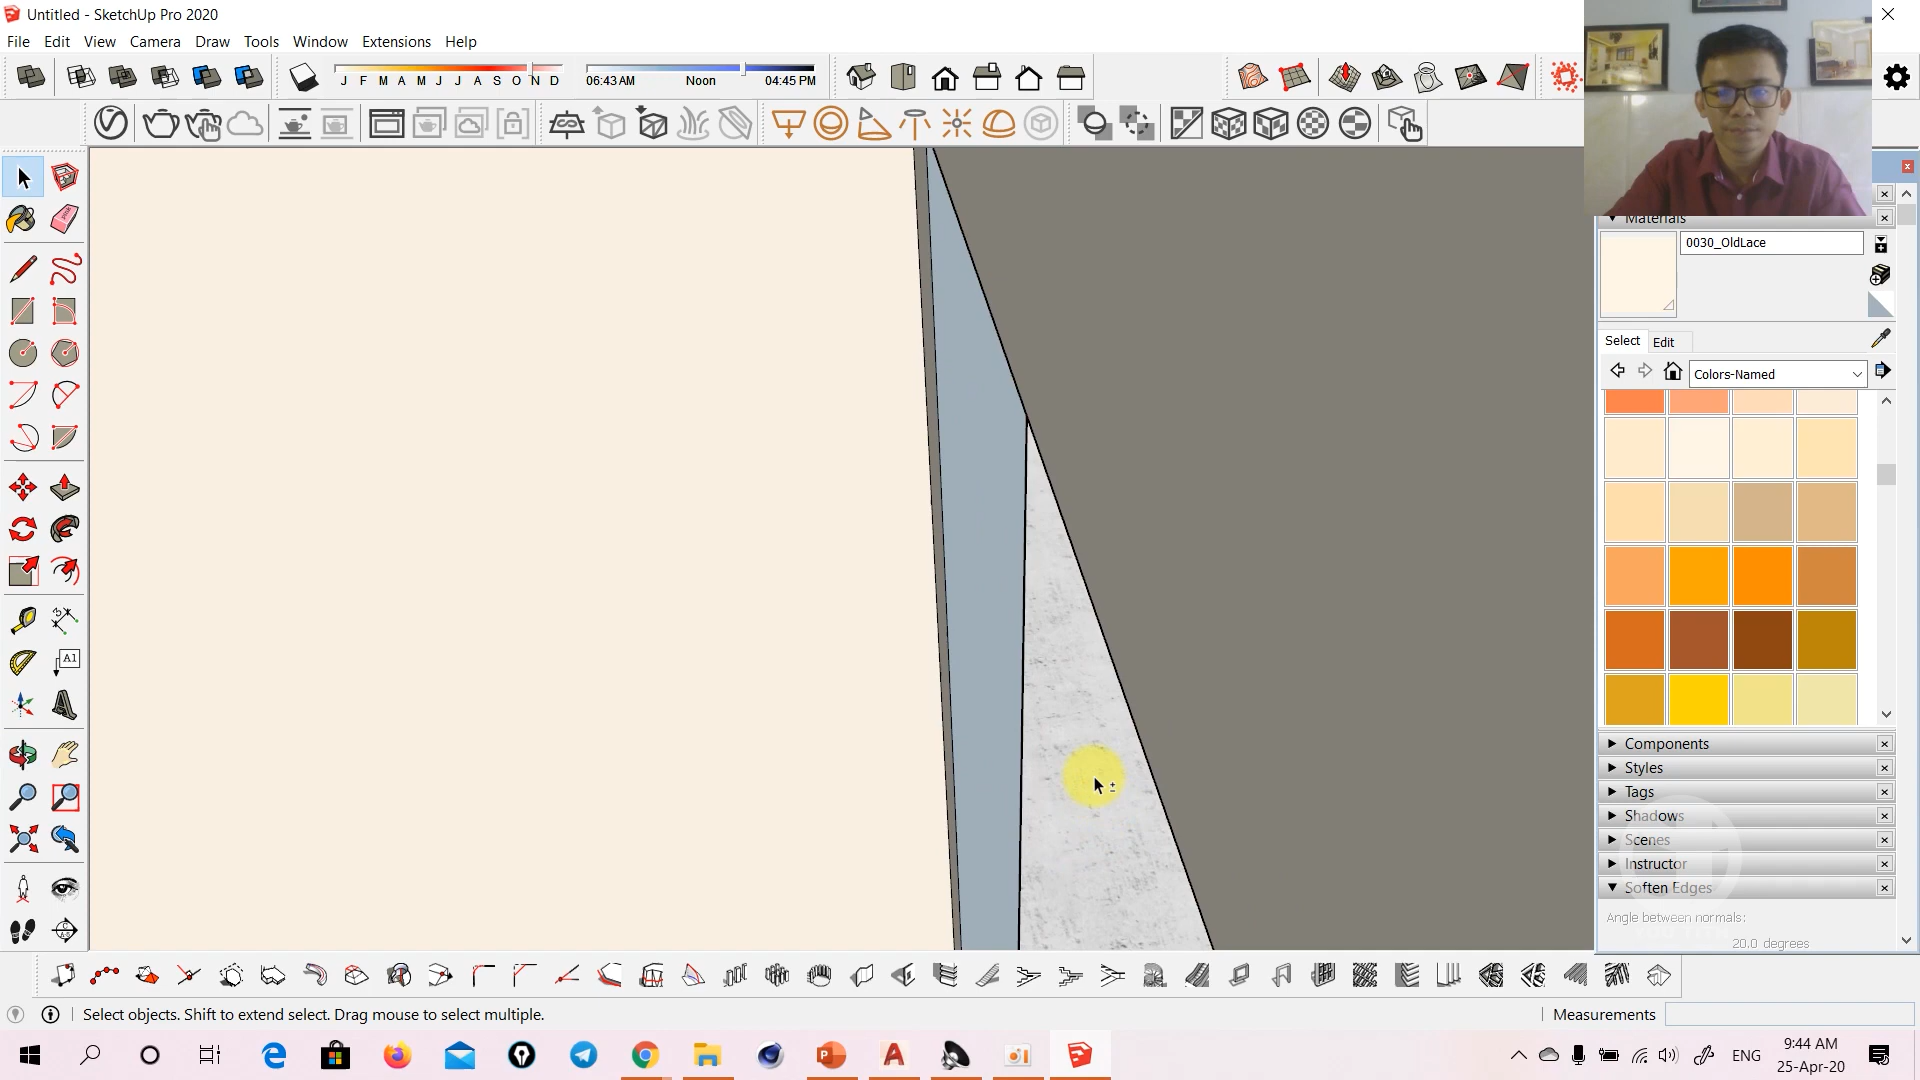 Untitled - SketchUp Pro 2020
File Edit View Camera Draw Tools Window Extensions Help
J F M A M J J A S O N D
06:43 AM Noon 04:45 PM
Materials
0030_OldLace
Select Edit
Colors-Named
A1
Components
Styles
Tags
Shadows
Scenes
Instructor
Soften Edges
Angle between normals:
20.0 degrees
Select objects. Shift to extend select. Drag mouse to select multiple.
Measurements
ENG
9:44 AM
25-Apr-20